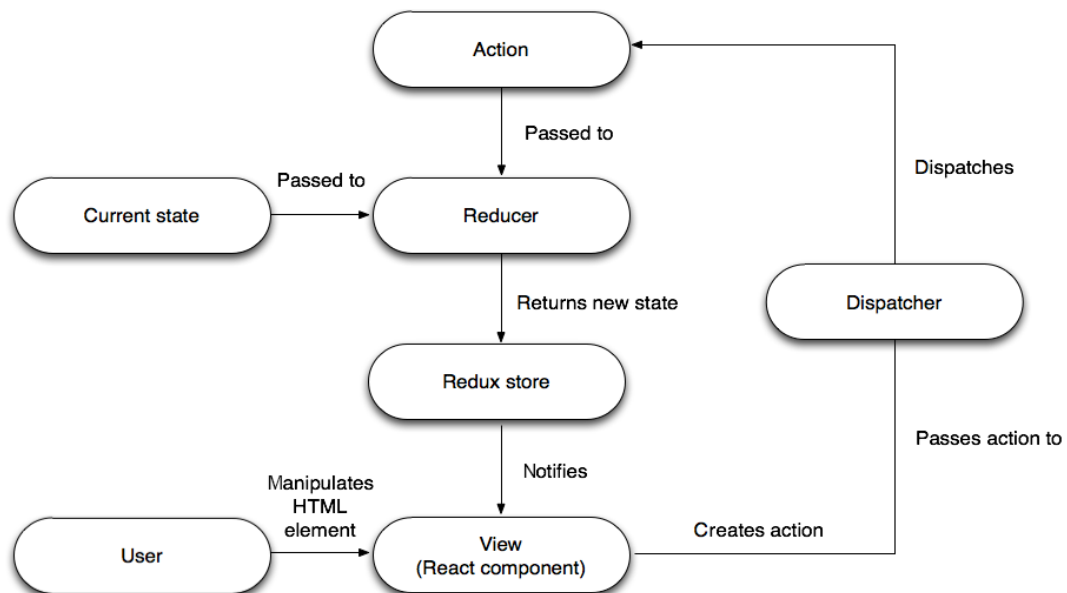 Action
Passed to
Dispatches
Passed to
Current state
Reducer
Returns new state
Dispatcher
Redux store
Passes action to
Notifies
Manipulates
HTML
element
Creates action
User
View
(React component)